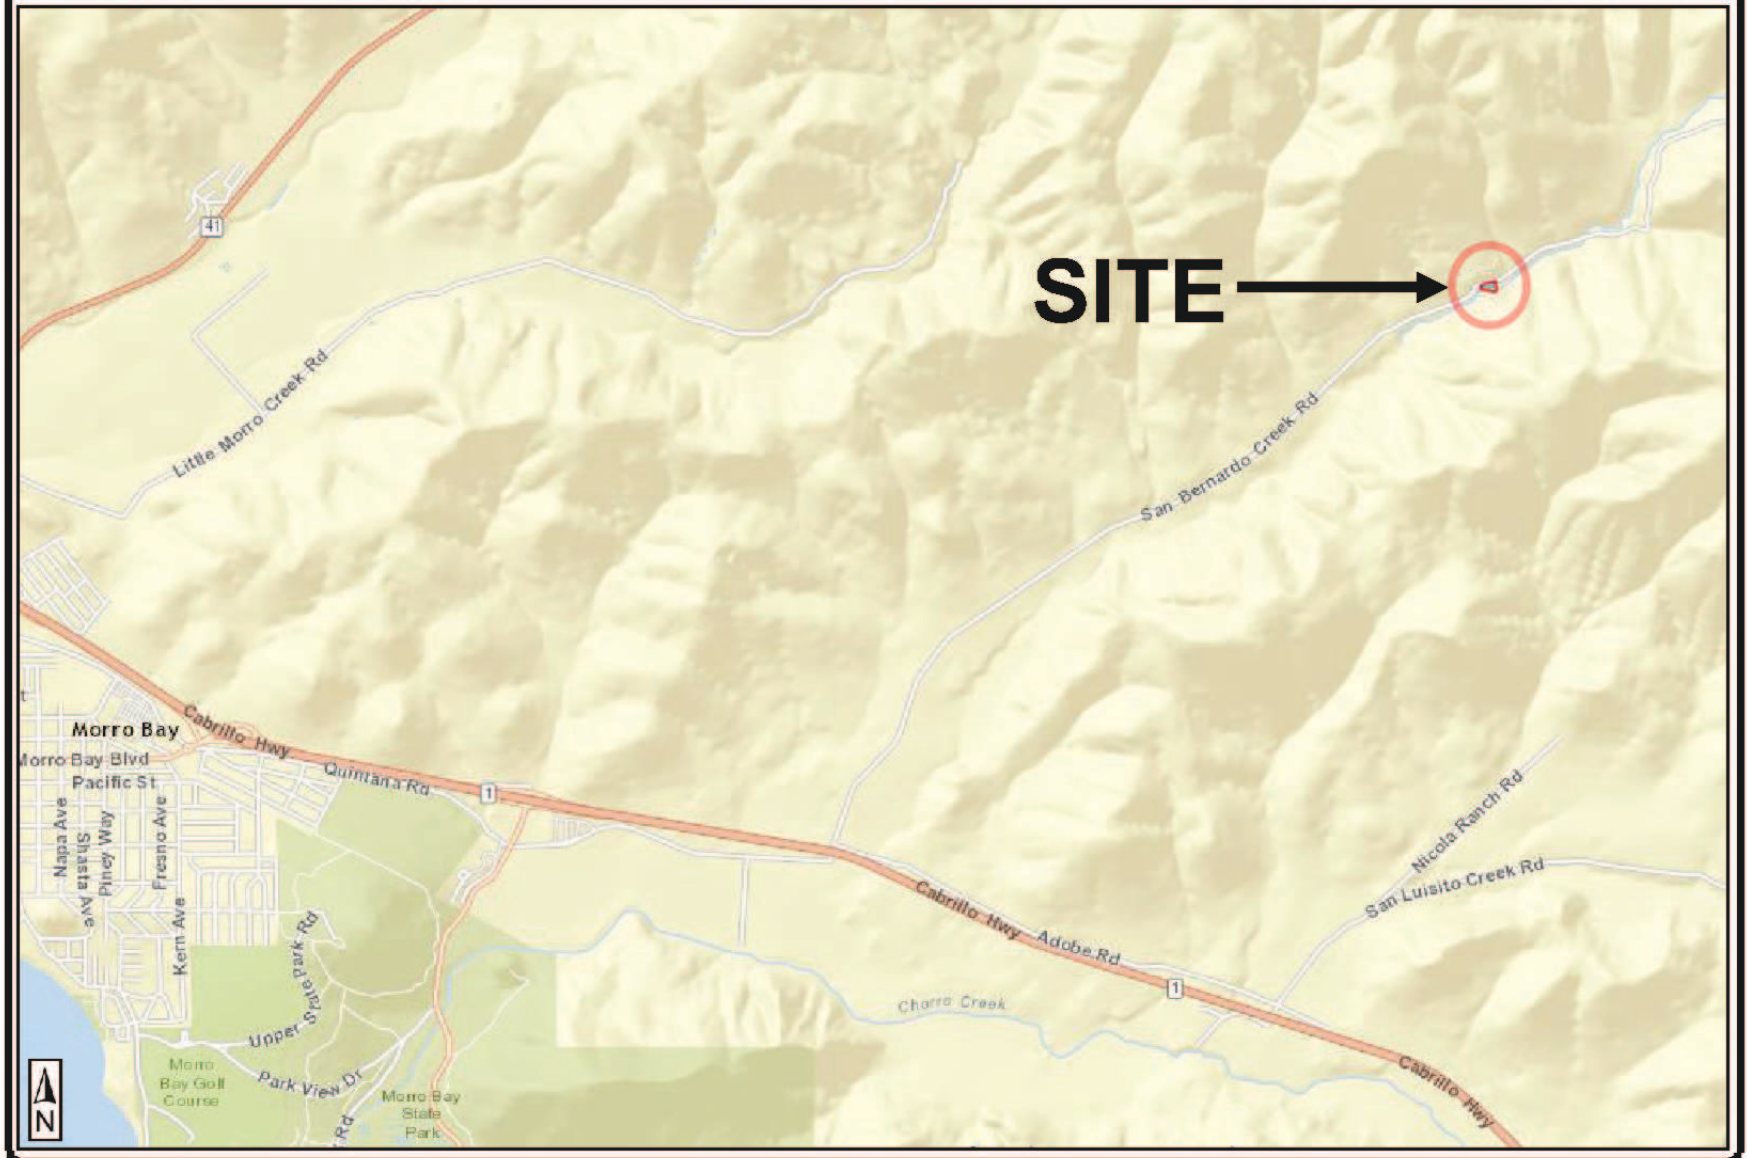 41
SITE
Little Morro Creek Rd
San Bernardo Creek Rd
Morro Bay
Cabrillo Hwy
Morro Bay Blvd
Quintana Rd
1
Pacific St
Napa Ave
Shasta Ave
Piney Way
Fresno Ave
Kern Ave
Nicola Ranch Rd
San Luisito Creek Rd
Cabrillo Hwy
Adobe Rd
1
Chorro Creek
Upper State Park Rd
Park View Dr
Morro
Bay Golf
Course
Morro Bay
State
Park
Rd
Cabrillo Hwy
N